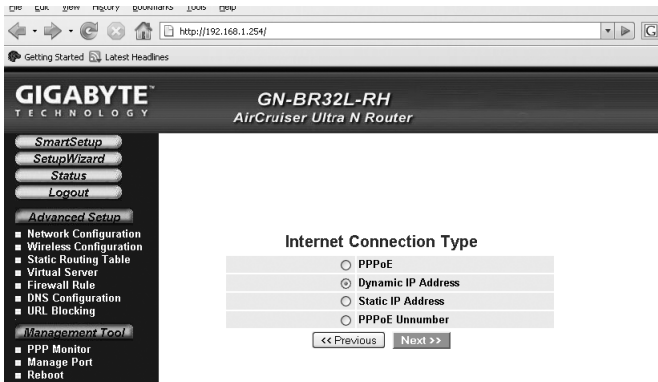 File Edit View History Bookmarks Tools Help
http://192.168.1.254/
G
Getting Started Latest Headlines
GIGABYTE™
TECHNOLOGY
GN-BR32L-RH
AirCruiser Ultra N Router
SmartSetup
SetupWizard
Status
Logout
Advanced Setup
Network Configuration
Wireless Configuration
Static Routing Table
Virtual Server
Firewall Rule
DNS Configuration
URL Blocking
Management Tool
PPP Monitor
Manage Port
Reboot
Internet Connection Type
PPPoE
Dynamic IP Address
Static IP Address
PPPoE Unnumber
<< Previous Next >>